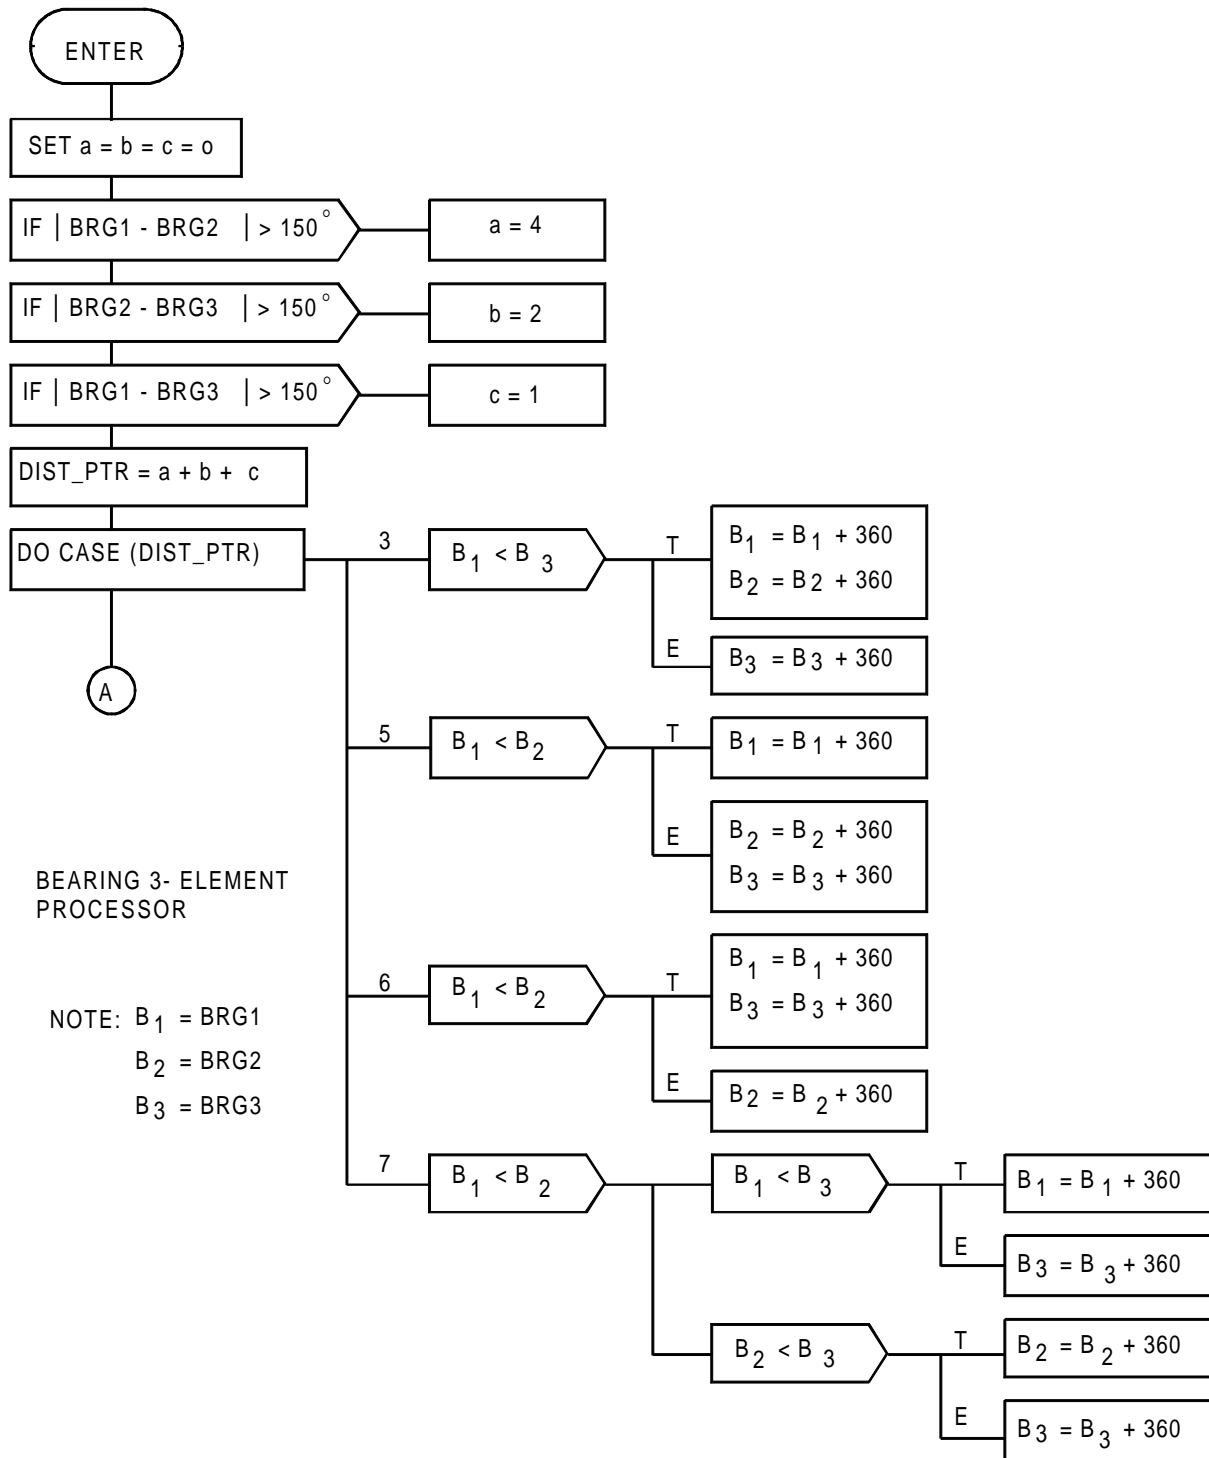 ENTER
SET a = b = c = o
IF | BRG1 - BRG2 | > 150°
a = 4
IF | BRG2 - BRG3 | > 150°
b = 2
IF | BRG1 - BRG3 | > 150°
c = 1
DIST_PTR = a + b + c
DO CASE (DIST_PTR)
A
3
B1 < B3
T
B1 = B1 + 360
B2 = B2 + 360
E
B3 = B3 + 360
5
B1 < B2
T
B1 = B1 + 360
E
B2 = B2 + 360
B3 = B3 + 360
BEARING 3- ELEMENT
PROCESSOR
NOTE: B1 = BRG1
B2 = BRG2
B3 = BRG3
6
B1 < B2
T
B1 = B1 + 360
B3 = B3 + 360
E
B2 = B2 + 360
7
B1 < B2
B1 < B3
T
B1 = B1 + 360
E
B3 = B3 + 360
B2 < B3
T
B2 = B2 + 360
E
B3 = B3 + 360